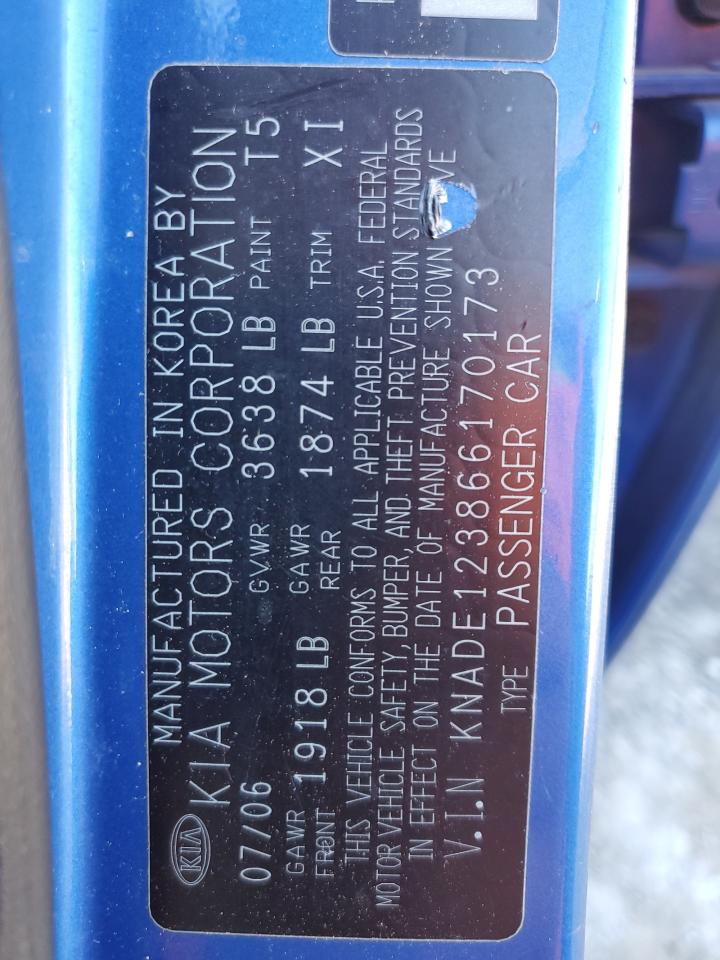 KIA
MANUFACTURED IN KOREA BY
KIA MOTORS CORPORATION
07/06 GVWR 3638 LB PAINT T5
GAWR FRONT 1918 LB GAWR REAR 1874 LB TRIM XI
THIS VEHICLE CONFORMS TO ALL APPLICABLE U.S.A. FEDERAL
MOTOR VEHICLE SAFETY, BUMPER, AND THEFT PREVENTION STANDARDS
IN EFFECT ON THE DATE OF MANUFACTURE SHOWN
V.I.N KNADE123866170173
TYPE PASSENGER CAR